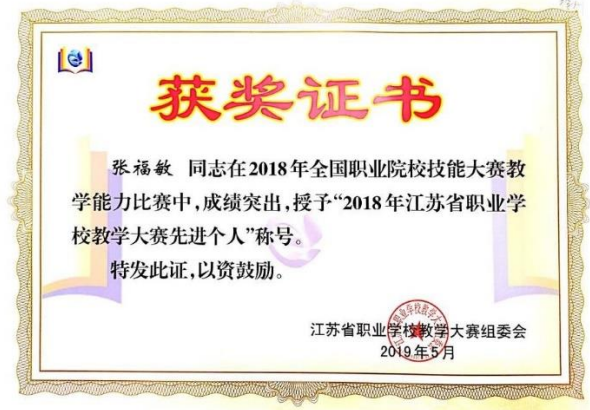 获奖证书
张福敏 同志在2018年全国职业院校技能大赛教
学能力比赛中,成绩突出,授予“2018年江苏省职业学
校教学大赛先进个人”称号。
特发此证,以资鼓励。
江苏省职业学校教学大赛组委会
2019年5月